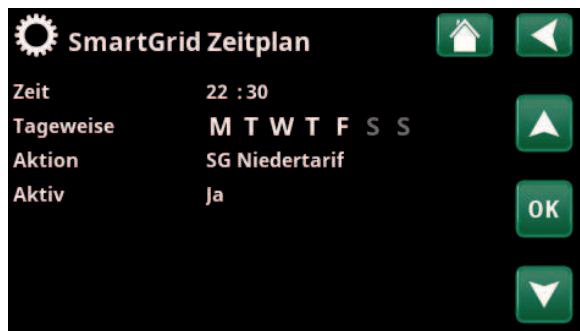 SmartGrid Zeitplan
Zeit 22 :30
Tageweise M T W T F S S
Aktion SG Niedertarif
Aktiv Ja
OK